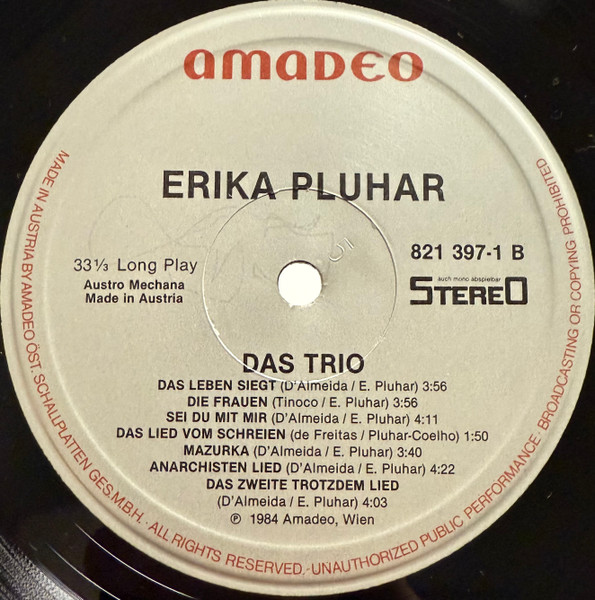 amaDEO
ERIKA PLUHAR
33⅓ Long Play
Austro Mechana
Made in Austria
821 397-1 B
auch mono abspielbar
STEREO
DAS TRIO
DAS LEBEN SIEGT (D'Almeida / E. Pluhar) 3:56
DIE FRAUEN (Tinoco / E. Pluhar) 3:56
SEI DU MIT MIR (D'Almeida / E. Pluhar) 4:11
DAS LIED VOM SCHREIEN (de Freitas / Pluhar-Coelho) 1:50
MAZURKA (D'Almeida / E. Pluhar) 3:40
ANARCHISTEN LIED (D'Almeida / E. Pluhar) 4:22
DAS ZWEITE TROTZDEM LIED
(D'Almeida / E. Pluhar) 4:03
℗ 1984 Amadeo, Wien
MADE IN AUSTRIA BY AMADEO ÖST. SCHALLPLATTEN GES.M.B.H. · ALL RIGHTS RESERVED.-UNAUTHORIZED PUBLIC PERFORMANCE · BROADCASTING OR COPYING PROHIBITED